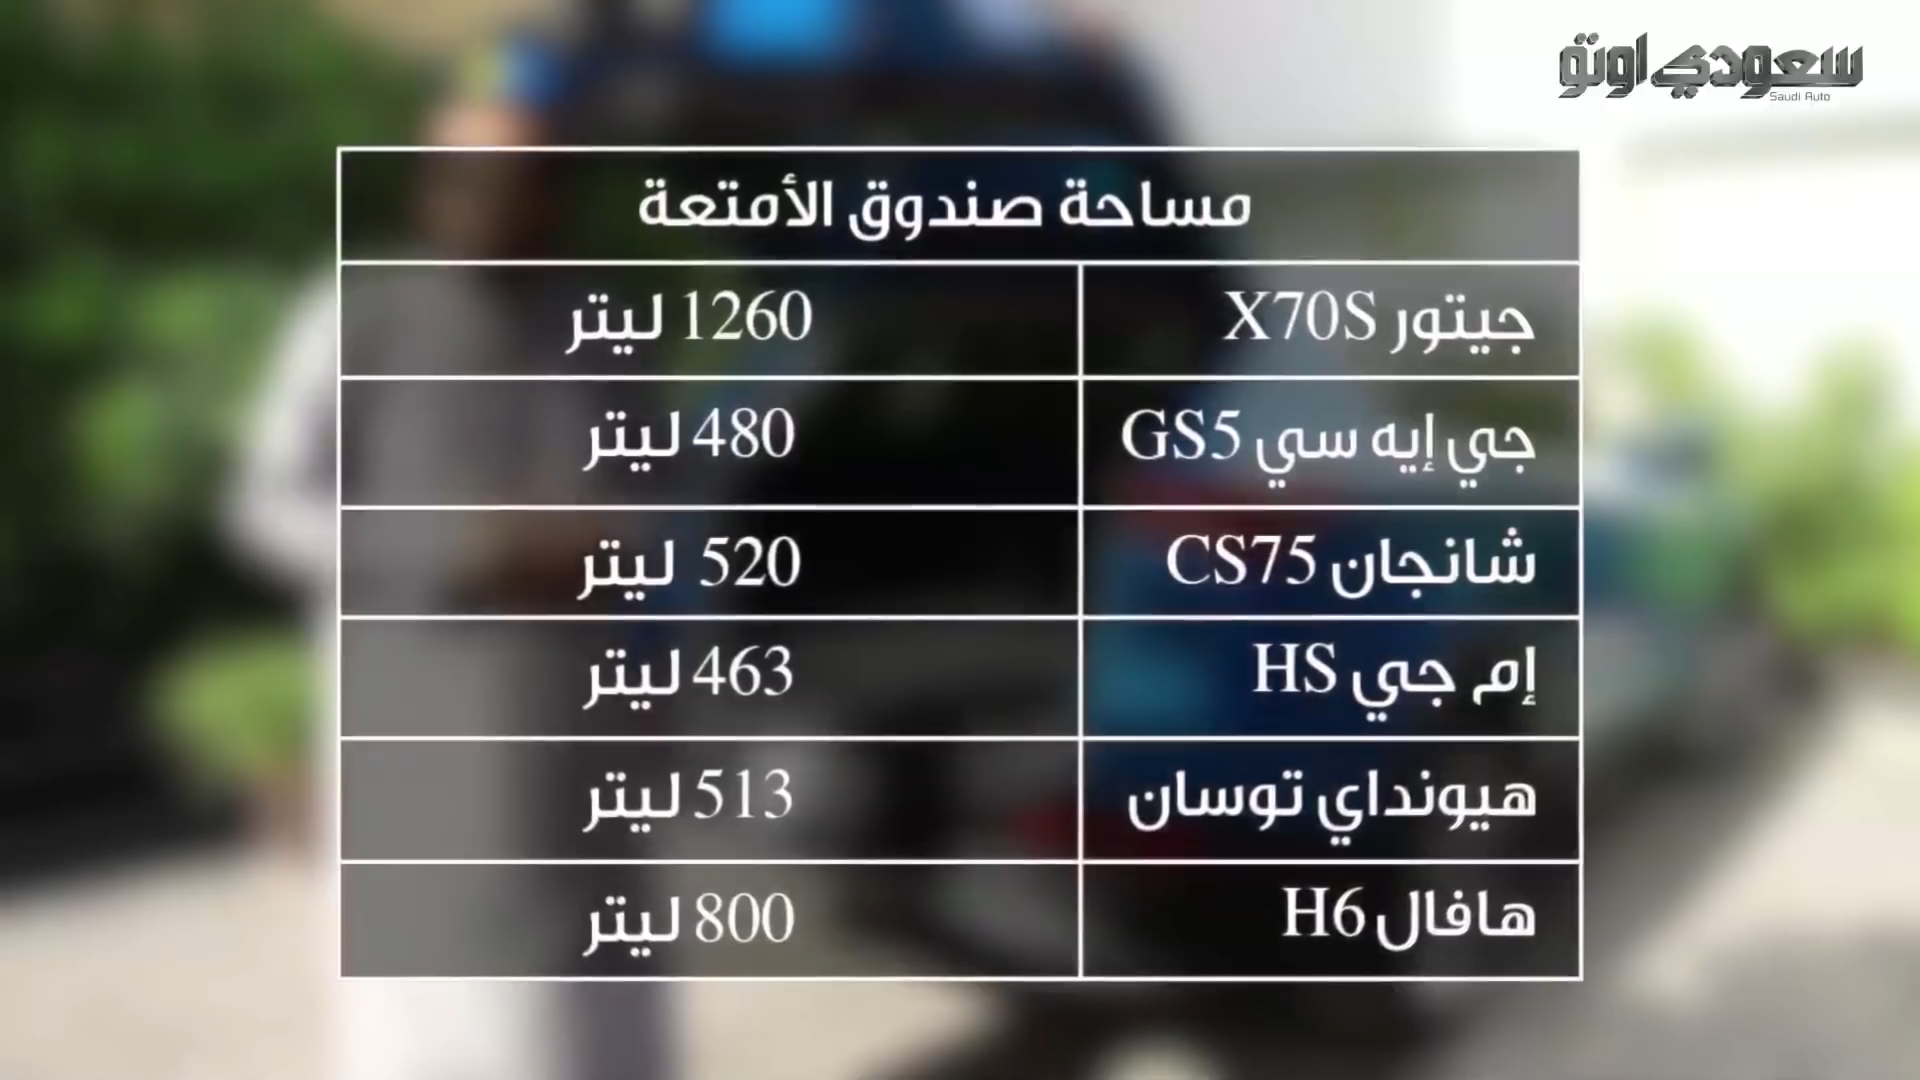 سعودي اوتو
Saudi Auto
مساحة صندوق الأمتعة
جيتور X70S 1260 ليتر
جي إيه سي GS5 480 ليتر
شانجان CS75 520 ليتر
إم جي HS 463 ليتر
هيونداي توسان 513 ليتر
هافال H6 800 ليتر